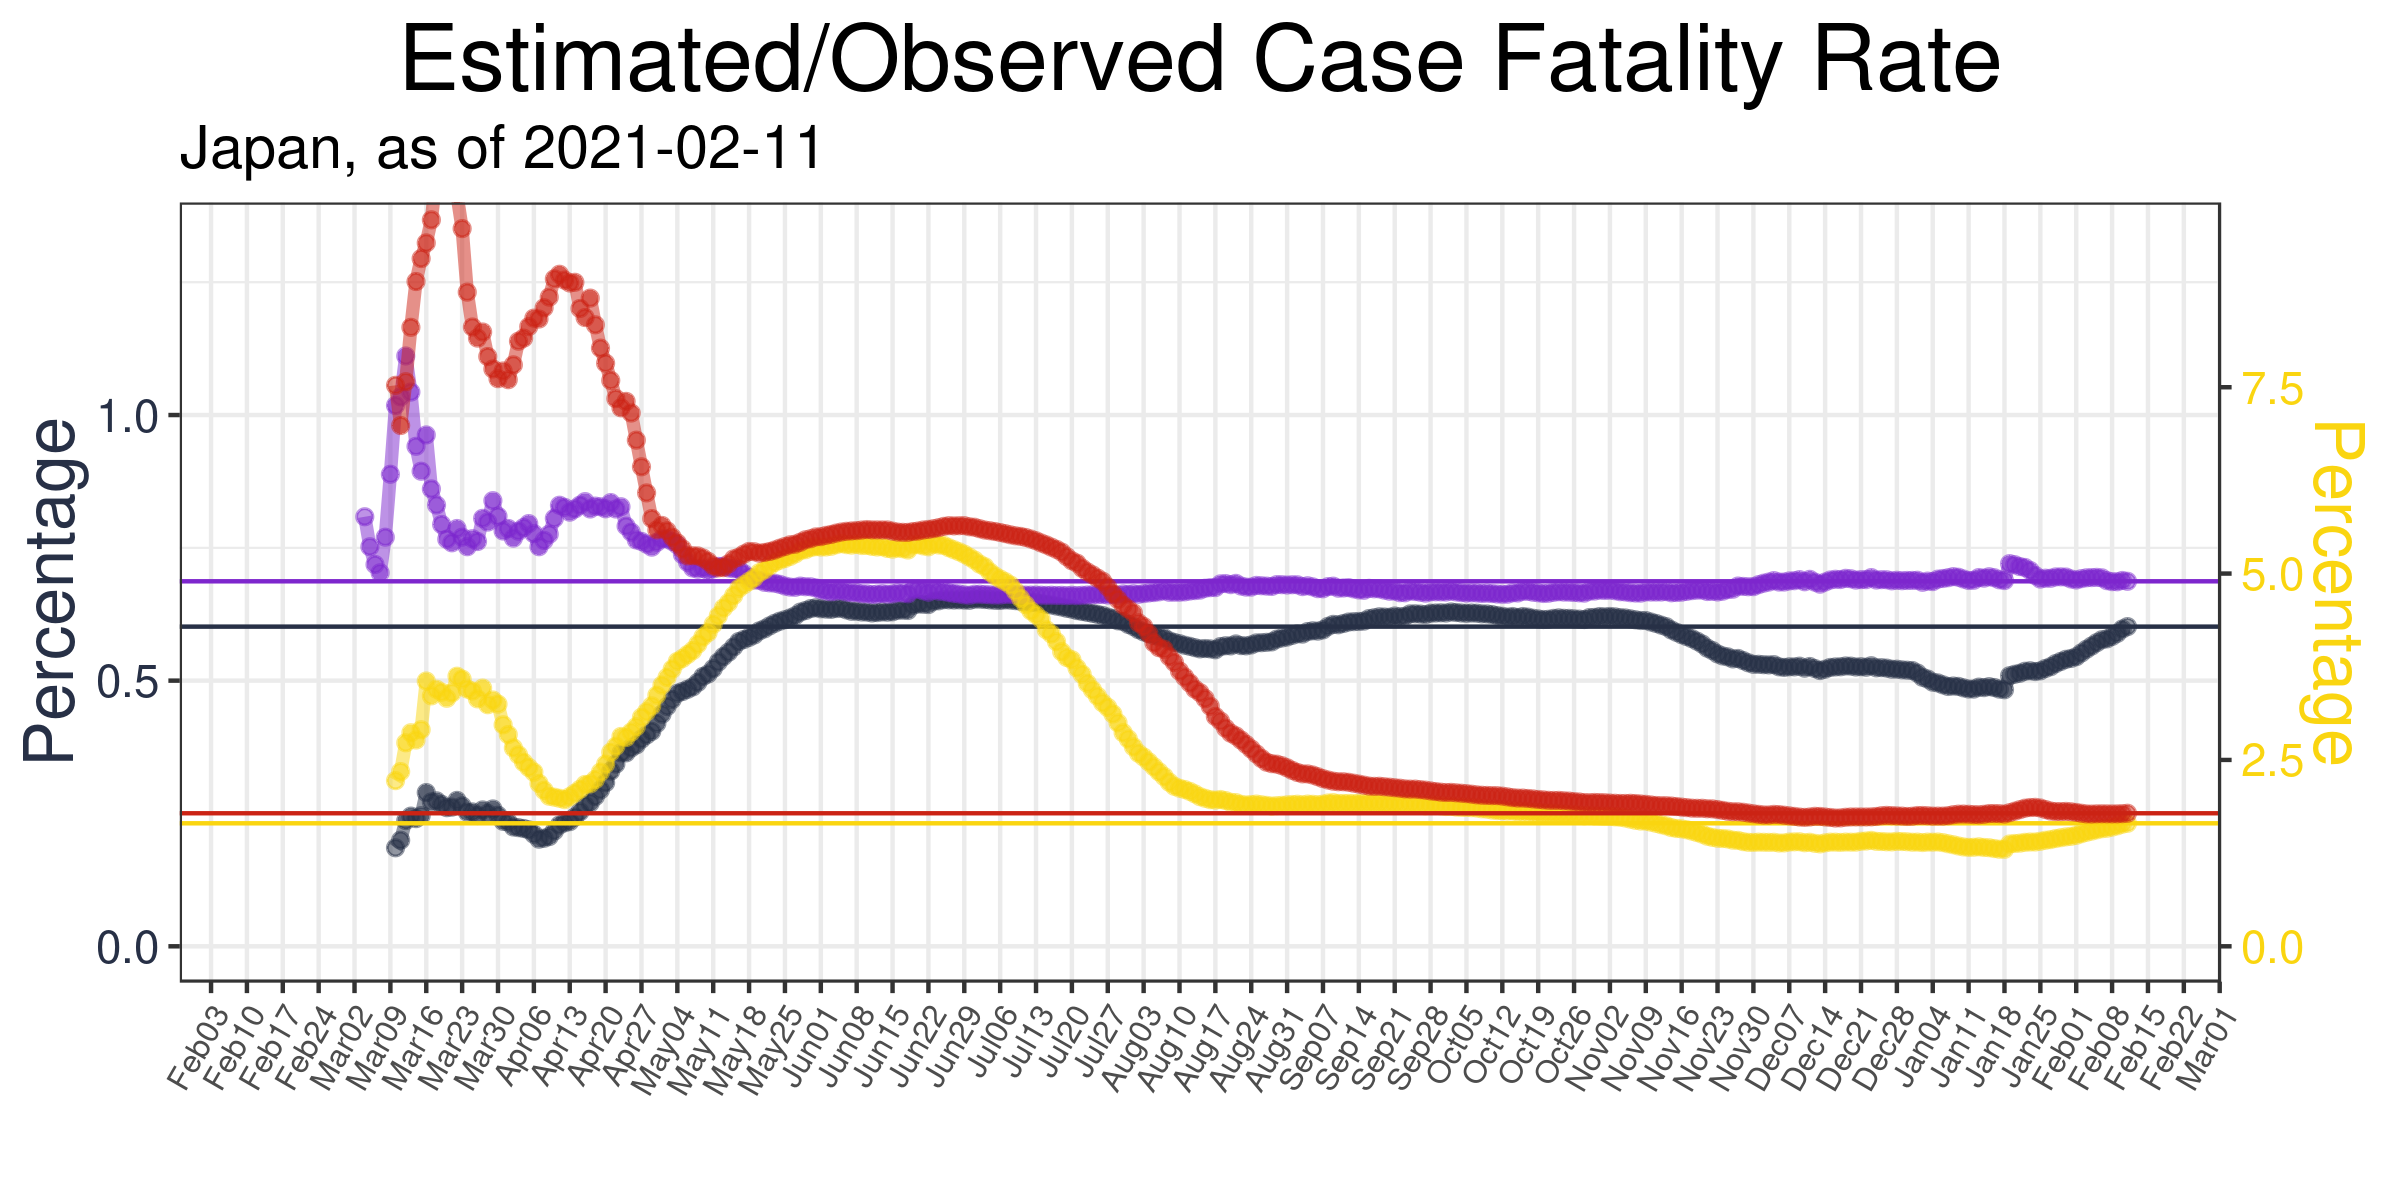 Estimated/Observed Case Fatality Rate
Japan, as of 2021-02-11
Percentage
1.0
0.5
0.0
7.5
5.0
2.5
0.0
Percentage
Feb03
Feb10
Feb17
Feb24
Mar02
Mar09
Mar16
Mar23
Mar30
Apr06
Apr13
Apr20
Apr27
May04
May11
May18
May25
Jun01
Jun08
Jun15
Jun22
Jun29
Jul06
Jul13
Jul20
Jul27
Aug03
Aug10
Aug17
Aug24
Aug31
Sep07
Sep14
Sep21
Sep28
Oct05
Oct12
Oct19
Oct26
Nov02
Nov09
Nov16
Nov23
Nov30
Dec07
Dec14
Dec21
Dec28
Jan04
Jan11
Jan18
Jan25
Feb01
Feb08
Feb15
Feb22
Mar01